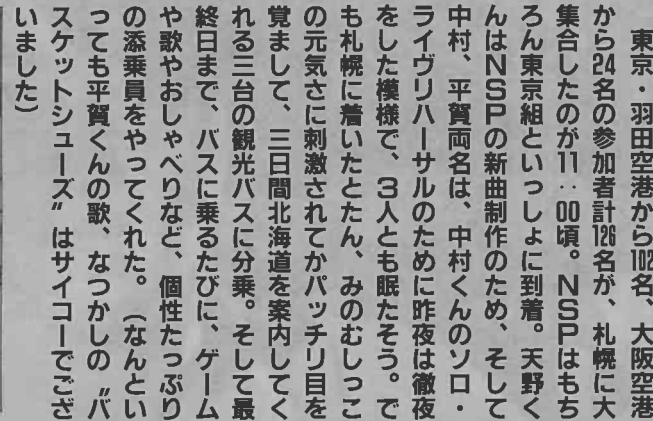 東京・羽田空港から102名、大阪空港
から24名の参加者計126名が、札幌に大
集合したのが11:00頃。NSPはもち
ろん東京組といっしょに到着。天野く
んはNSPの新曲制作のため、そして
中村、平賀両名は、中村くんのソロ・
ライヴリハーサルのために昨夜は徹夜
をした模様で、3人とも眠たそう。で
も札幌に着いたとたん、みのむしっこ
の元気さに刺激されてかパッチリ目を
覚まして、三日間北海道を案内してく
れる三台の観光バスに分乗。そして最
終日まで、バスに乗るたびに、ゲーム
や歌やおしゃべりなど、個性たっぷり
の添乗員をやってくれた。(なんとい
っても平賀くんの歌、なつかしの〝バ
スケットシューズ〟はサイコーでござ
いました)